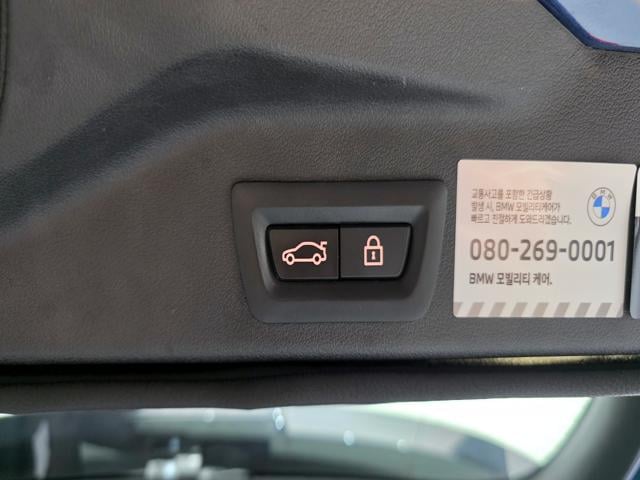 교통사고를 포함한 긴급상황
발생 시, BMW 모빌리티케어가
빠르고 친절하게 도와드리겠습니다.
BMW
080-269-0001
BMW 모빌리티 케어.